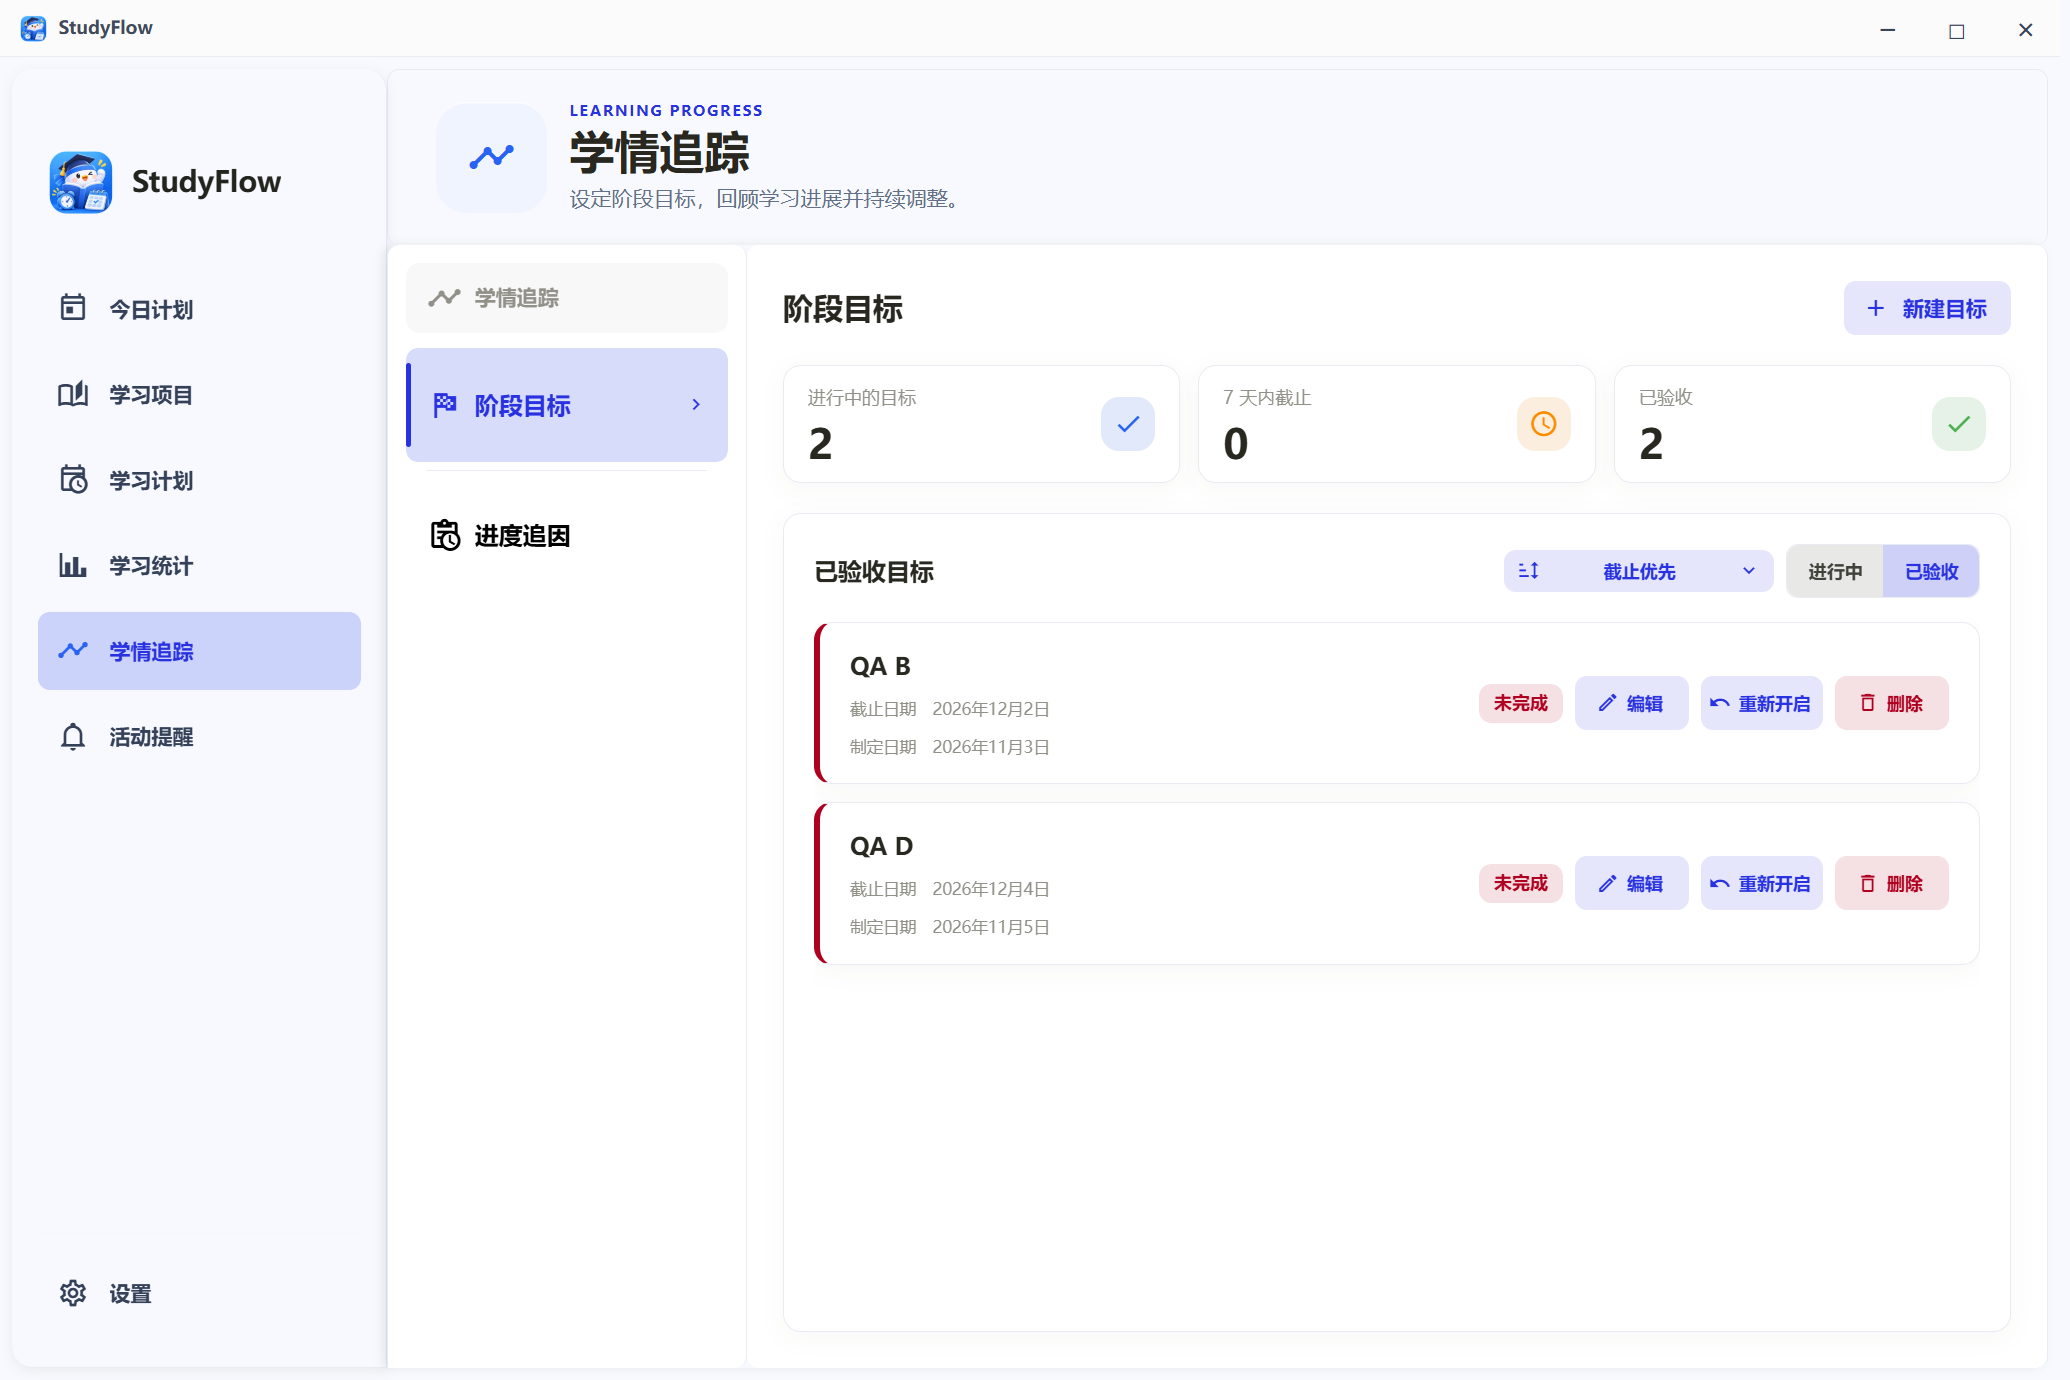 StudyFlow
StudyFlow
今日计划
学习项目
学习计划
学习统计
学情追踪
活动提醒
设置
LEARNING PROGRESS
学情追踪
设定阶段目标，回顾学习进展并持续调整。
学情追踪
阶段目标
进度追因
阶段目标
新建目标
进行中的目标
2
7 天内截止
0
已验收
2
已验收目标
截止优先
进行中
已验收
QA B
截止日期 2026年12月2日
制定日期 2026年11月3日
未完成
编辑
重新开启
删除
QA D
截止日期 2026年12月4日
制定日期 2026年11月5日
未完成
编辑
重新开启
删除